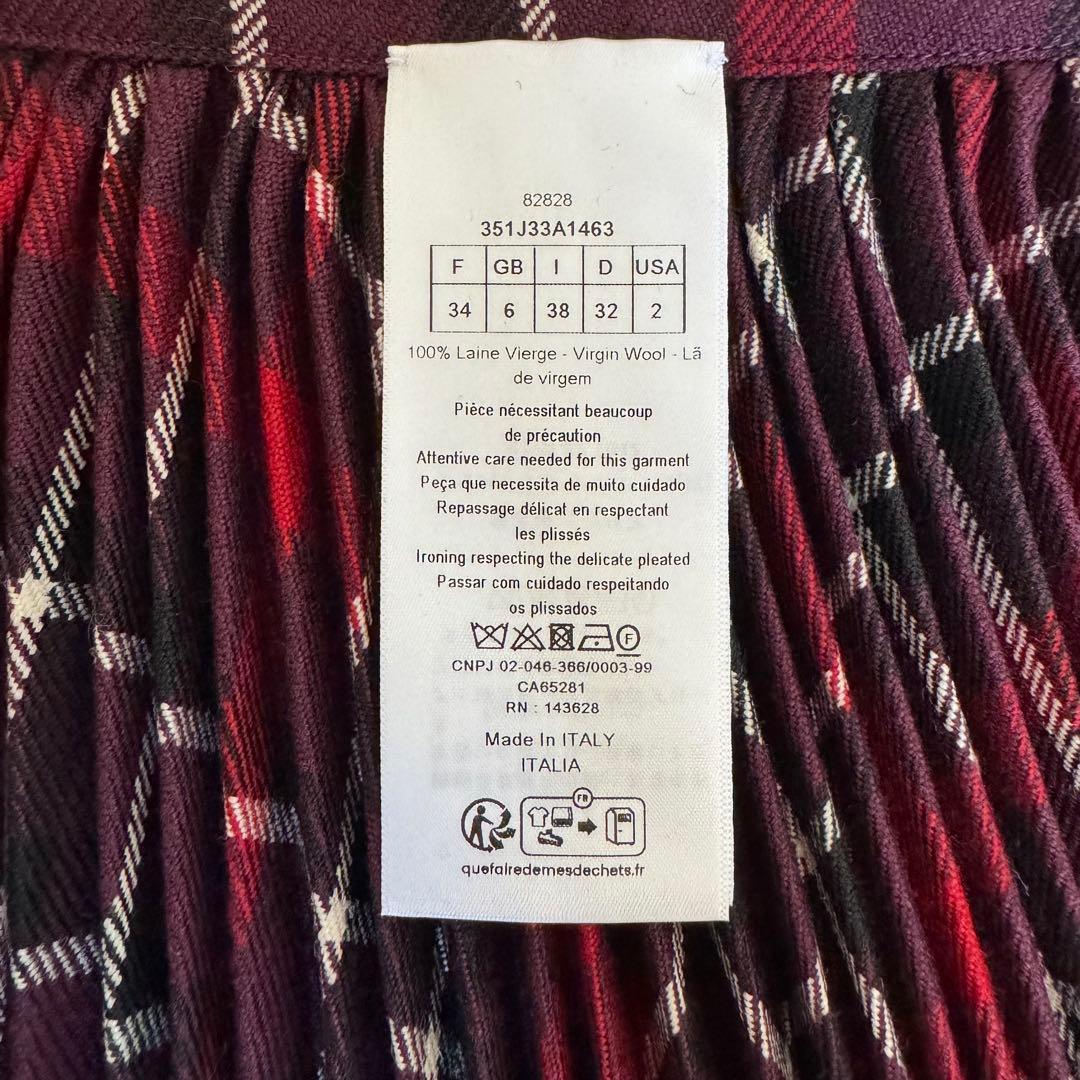 82828
351J33A1463
F GB I D USA
34 6 38 32 2
100% Laine Vierge - Virgin Wool - Lã
de virgem
Pièce nécessitant beaucoup
de précaution
Attentive care needed for this garment
Peça que necessita de muito cuidado
Repassage délicat en respectant
les plissés
Ironing respecting the delicate pleated
Passar com cuidado respeitando
os plissados
F
CNPJ 02-046-366/0003-99
CA65281
RN : 143628
Made In ITALY
ITALIA
FR
quefairedemesdechets.fr